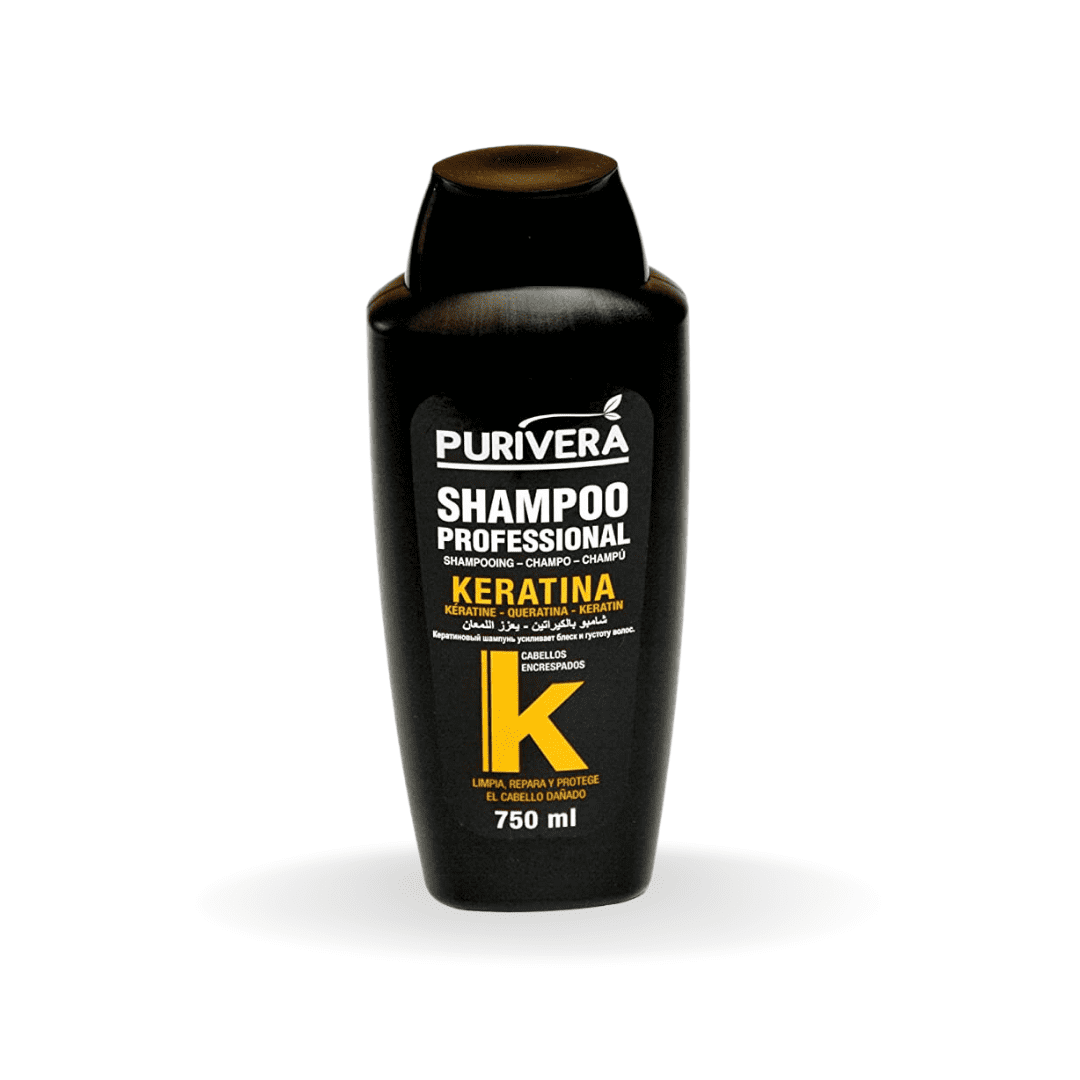 PURIVERA
SHAMPOO
PROFESSIONAL
SHAMPOOING – CHAMPO – CHAMPÚ
KERATINA
KÉRATINE - QUERATINA - KERATIN
شامبو بالكيراتين - يعزز اللمعان
Кератиновый шампунь усиливает блеск и густоту волос.
CABELLOS
ENCRESPADOS
k
LIMPIA, REPARA Y PROTEGE
EL CABELLO DAÑADO
750 ml